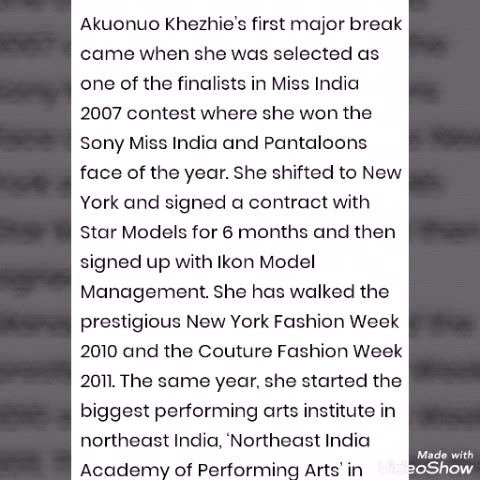 Akuonuo Khezhie's first major break
came when she was selected as
one of the finalists in Miss India
2007 contest where she won the
Sony Miss India and Pantaloons
face of the year. She shifted to New
York and signed a contract with
Star Models for 6 months and then
signed up with Ikon Model
Management. She has walked the
prestigious New York Fashion Week
2010 and the Couture Fashion Week
2011. The same year, she started the
biggest performing arts institute in
northeast India, ‘Northeast India
Academy of Performing Arts’ in
Made with
VideoShow